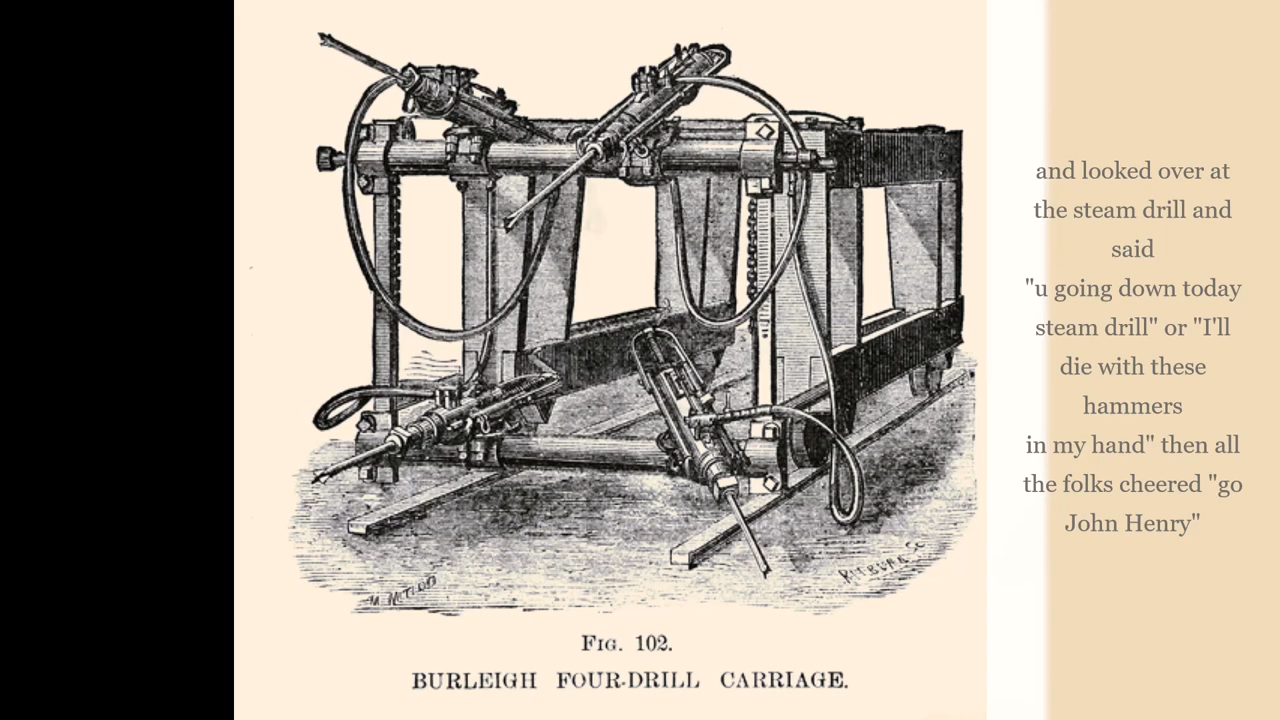 and looked over at
the steam drill and
said
"u going down today
steam drill" or "I'll
die with these
hammers
in my hand" then all
the folks cheered "go
John Henry"
Fig. 102.
BURLEIGH FOUR-DRILL CARRIAGE.